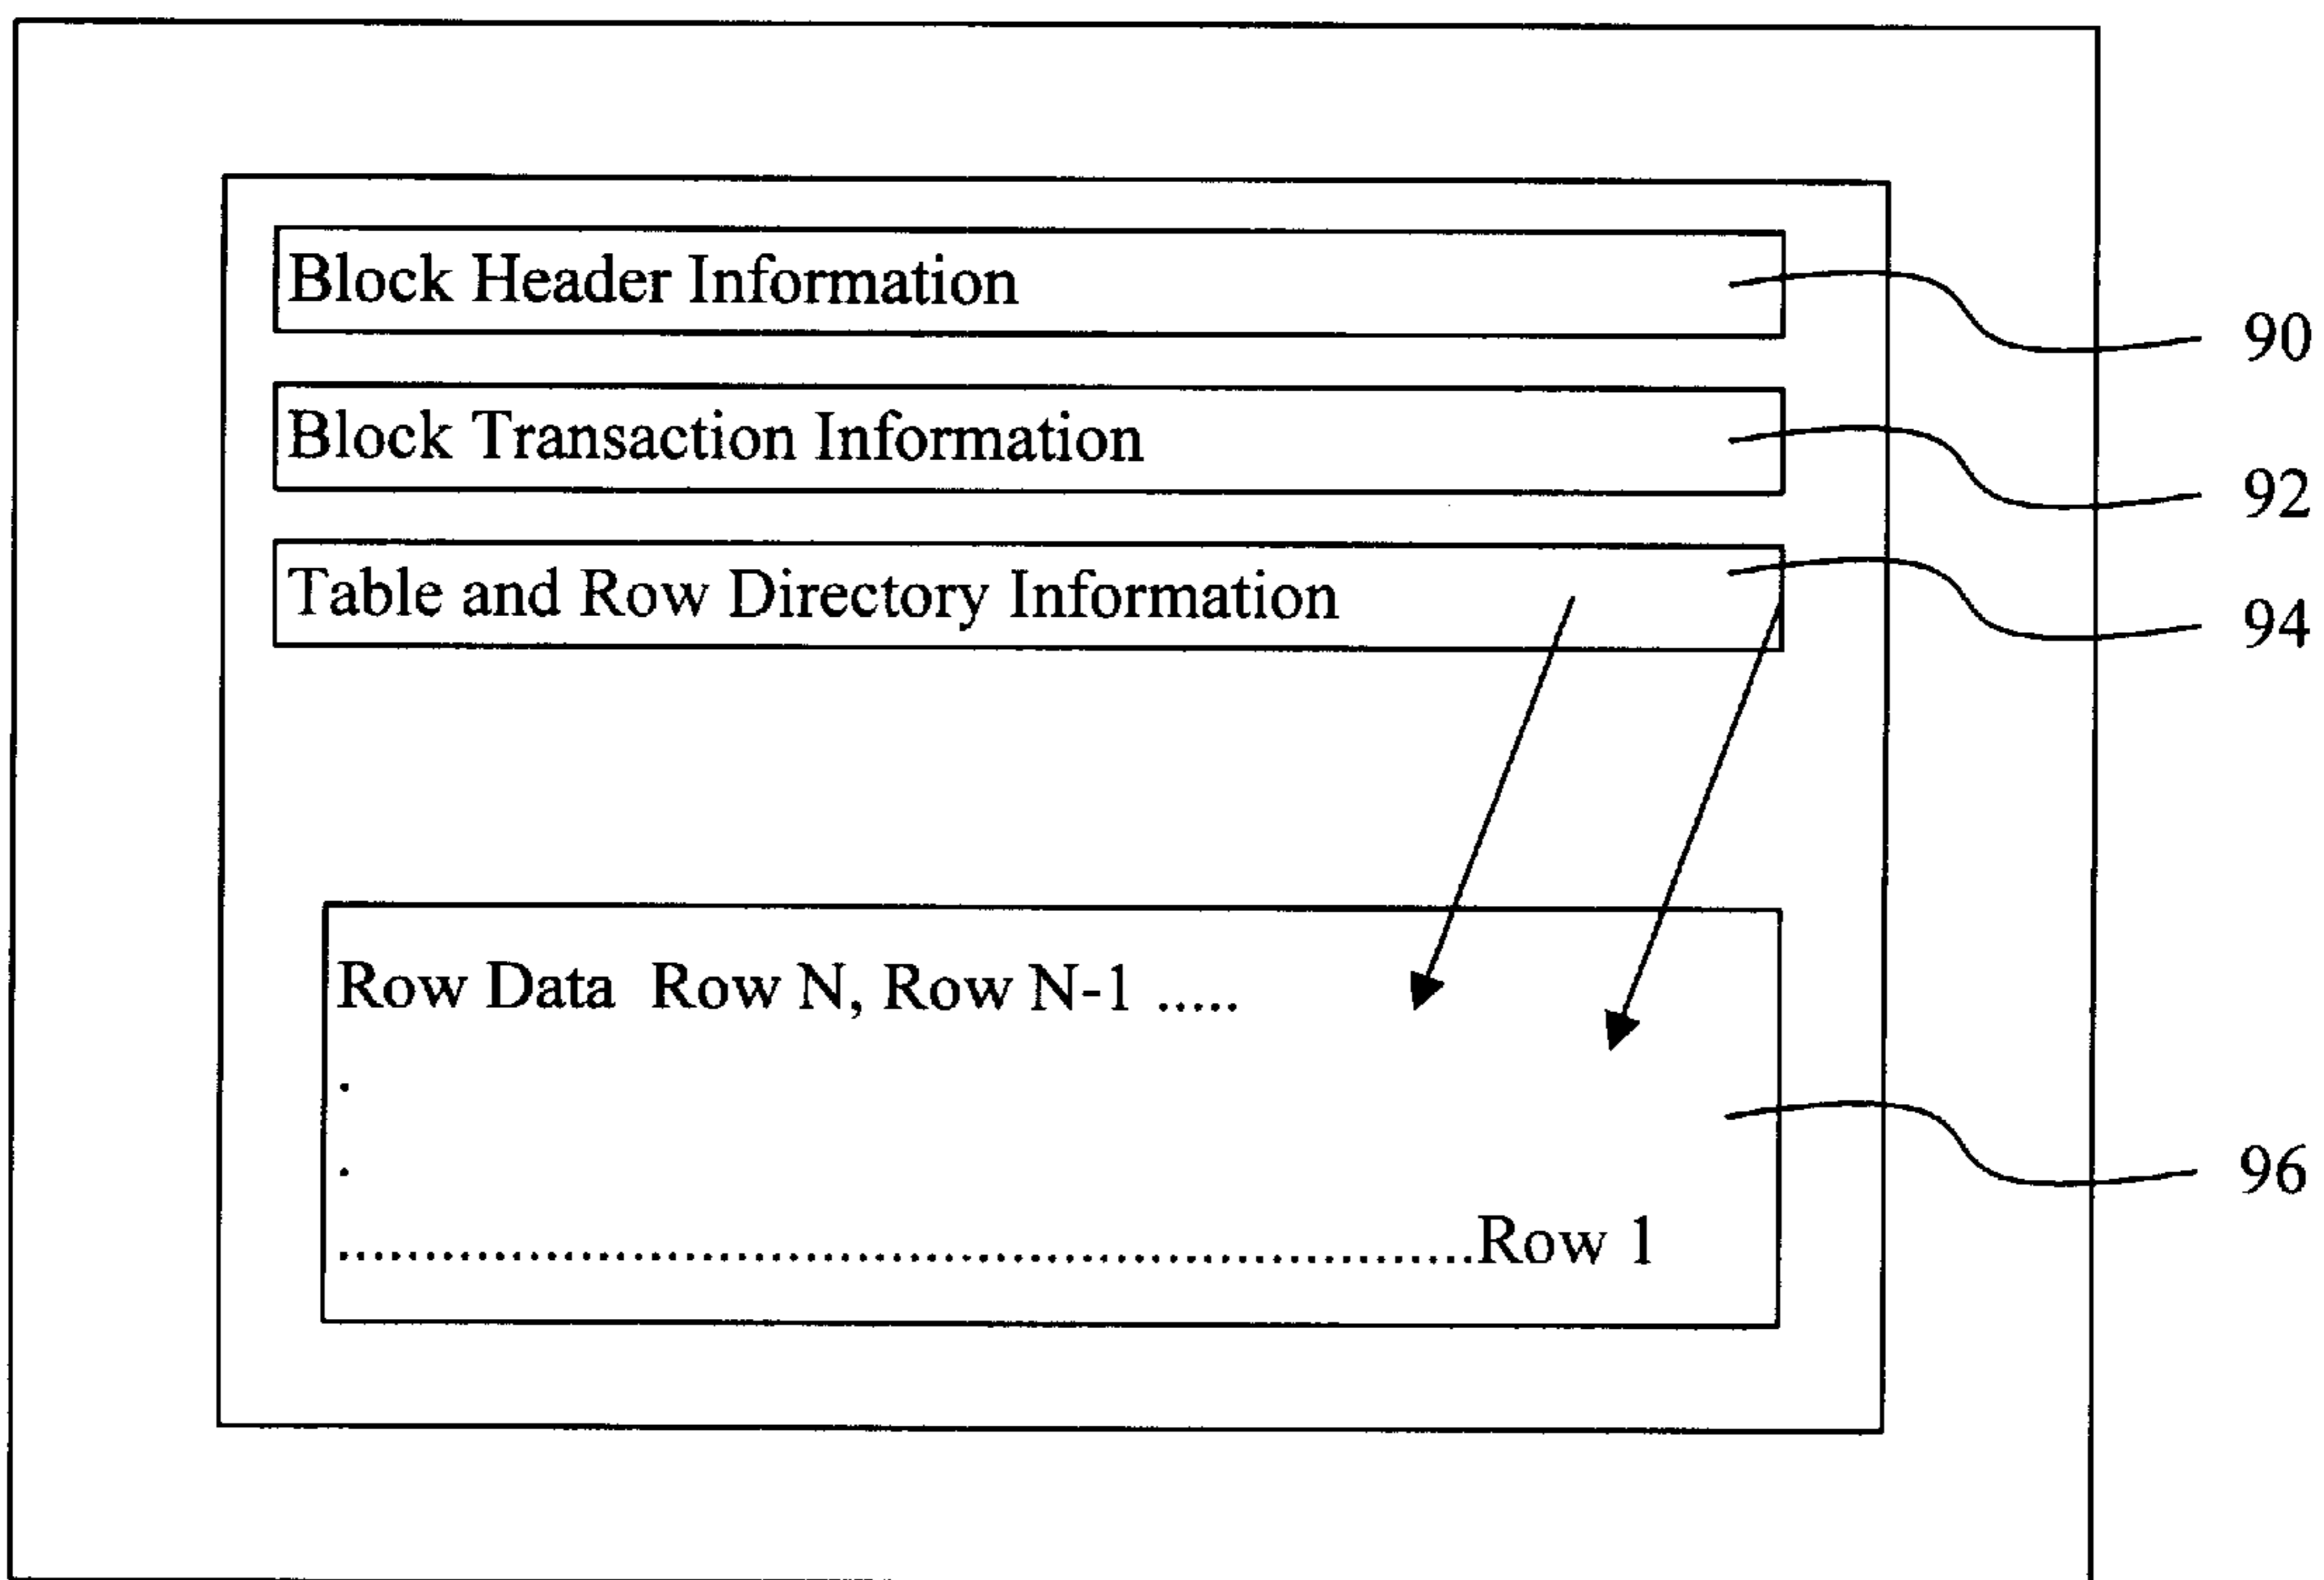 Block Header Information
90
Block Transaction Information
92
Table and Row Directory Information
94
Row Data  Row N, Row N-1 .....
.
.
96
..................................................................Row 1